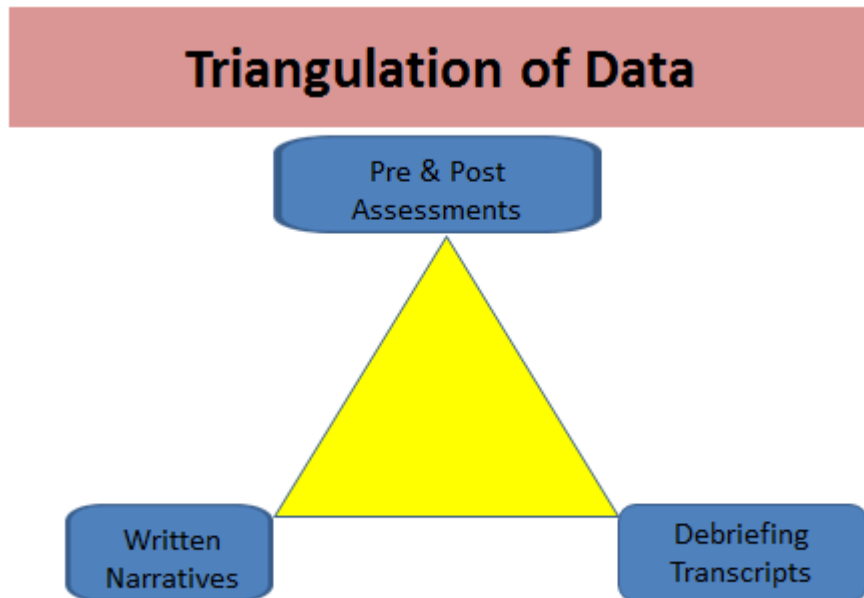 Triangulation of Data
Pre & Post
Assessments
Written
Narratives
Debriefing
Transcripts